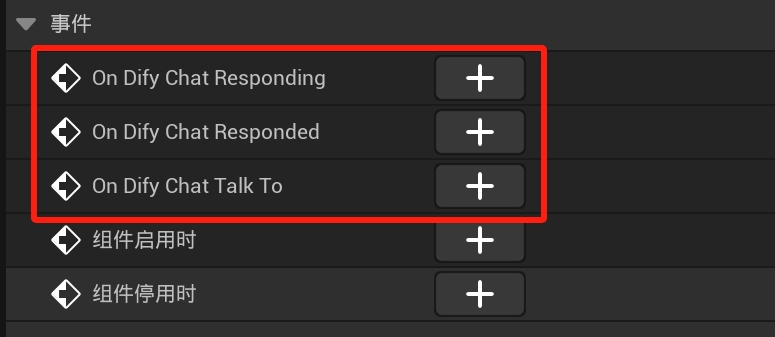 事件
On Dify Chat Responding
On Dify Chat Responded
On Dify Chat Talk To
组件启用时
组件停用时